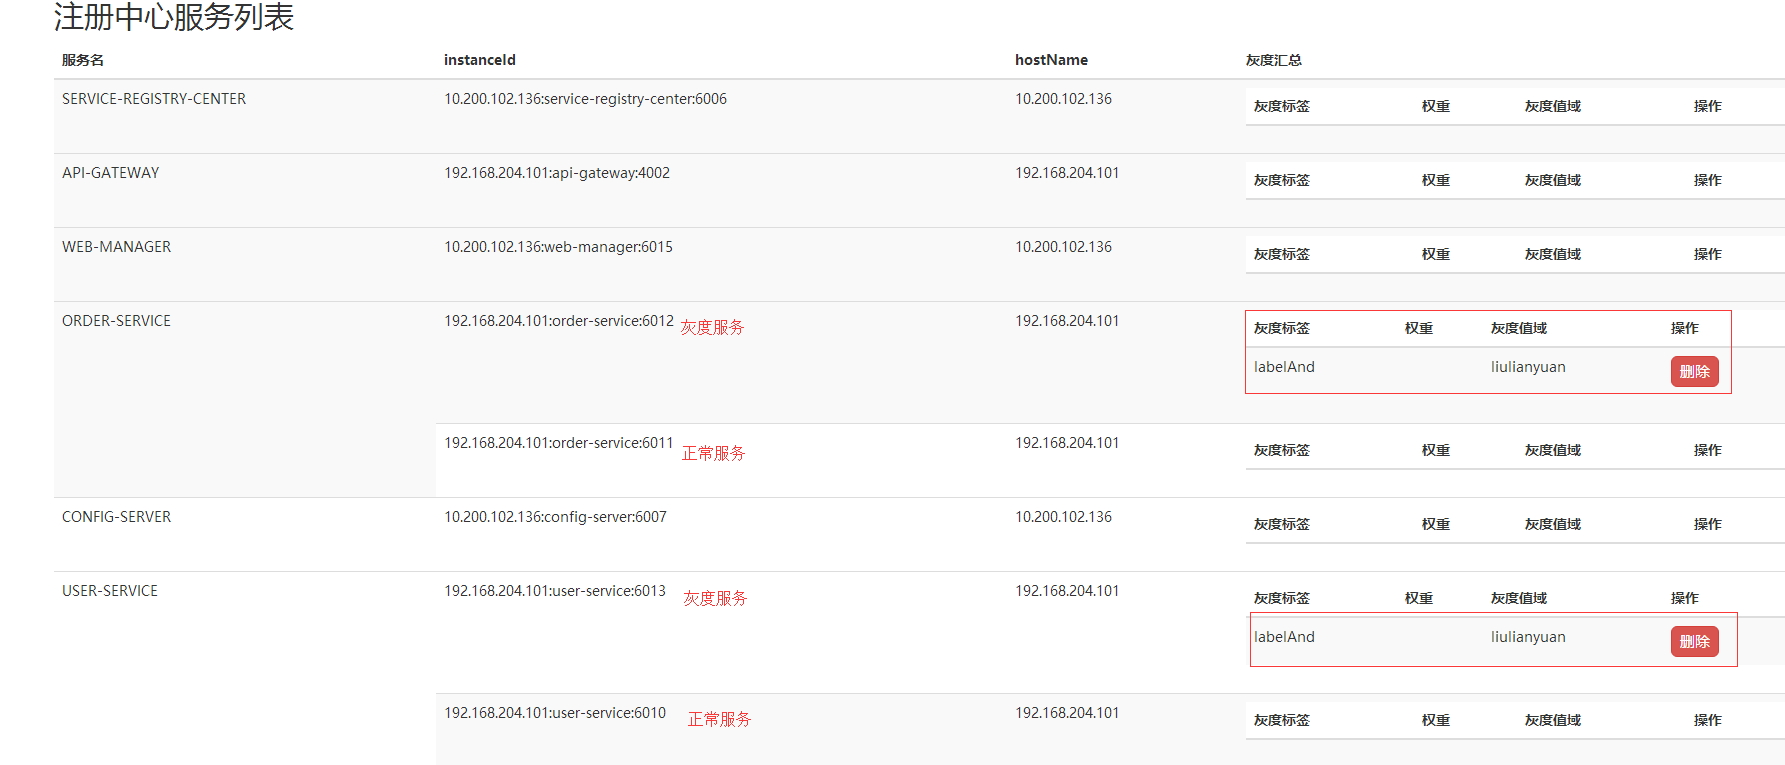 注册中心服务列表
服务名 instanceId hostName 灰度汇总
SERVICE-REGISTRY-CENTER 10.200.102.136:service-registry-center:6006 10.200.102.136
灰度标签 权重 灰度值域 操作
API-GATEWAY 192.168.204.101:api-gateway:4002 192.168.204.101
灰度标签 权重 灰度值域 操作
WEB-MANAGER 10.200.102.136:web-manager:6015 10.200.102.136
灰度标签 权重 灰度值域 操作
ORDER-SERVICE 192.168.204.101:order-service:6012 灰度服务 192.168.204.101
灰度标签 权重 灰度值域 操作
labelAnd liulianyuan 删除
192.168.204.101:order-service:6011 正常服务 192.168.204.101
灰度标签 权重 灰度值域 操作
CONFIG-SERVER 10.200.102.136:config-server:6007 10.200.102.136
灰度标签 权重 灰度值域 操作
USER-SERVICE 192.168.204.101:user-service:6013 灰度服务 192.168.204.101
灰度标签 权重 灰度值域 操作
labelAnd liulianyuan 删除
192.168.204.101:user-service:6010 正常服务 192.168.204.101
灰度标签 权重 灰度值域 操作